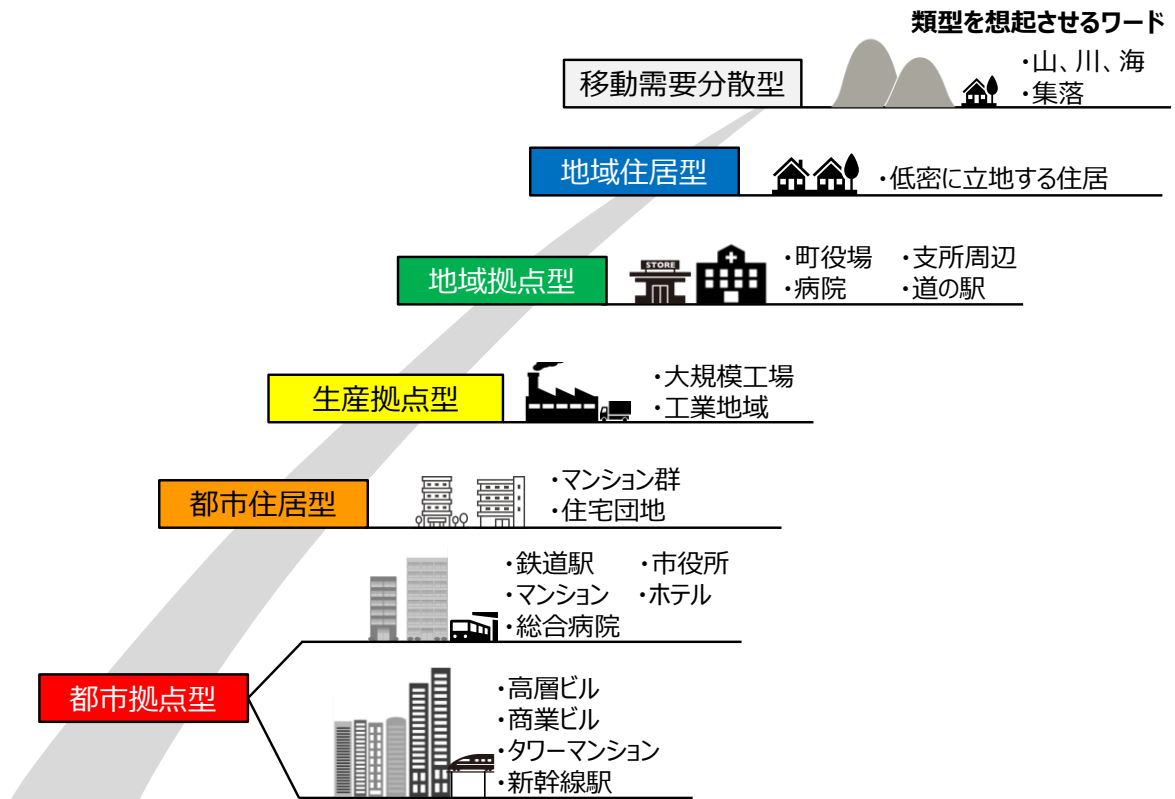 類型を想起させるワード
移動需要分散型
・山、川、海
・集落
地域住居型
・低密に立地する住居
地域拠点型
STORE
・町役場 ・支所周辺
・病院 ・道の駅
生産拠点型
・大規模工場
・工業地域
都市住居型
・マンション群
・住宅団地
・鉄道駅 ・市役所
・マンション ・ホテル
・総合病院
都市拠点型
・高層ビル
・商業ビル
・タワーマンション
・新幹線駅